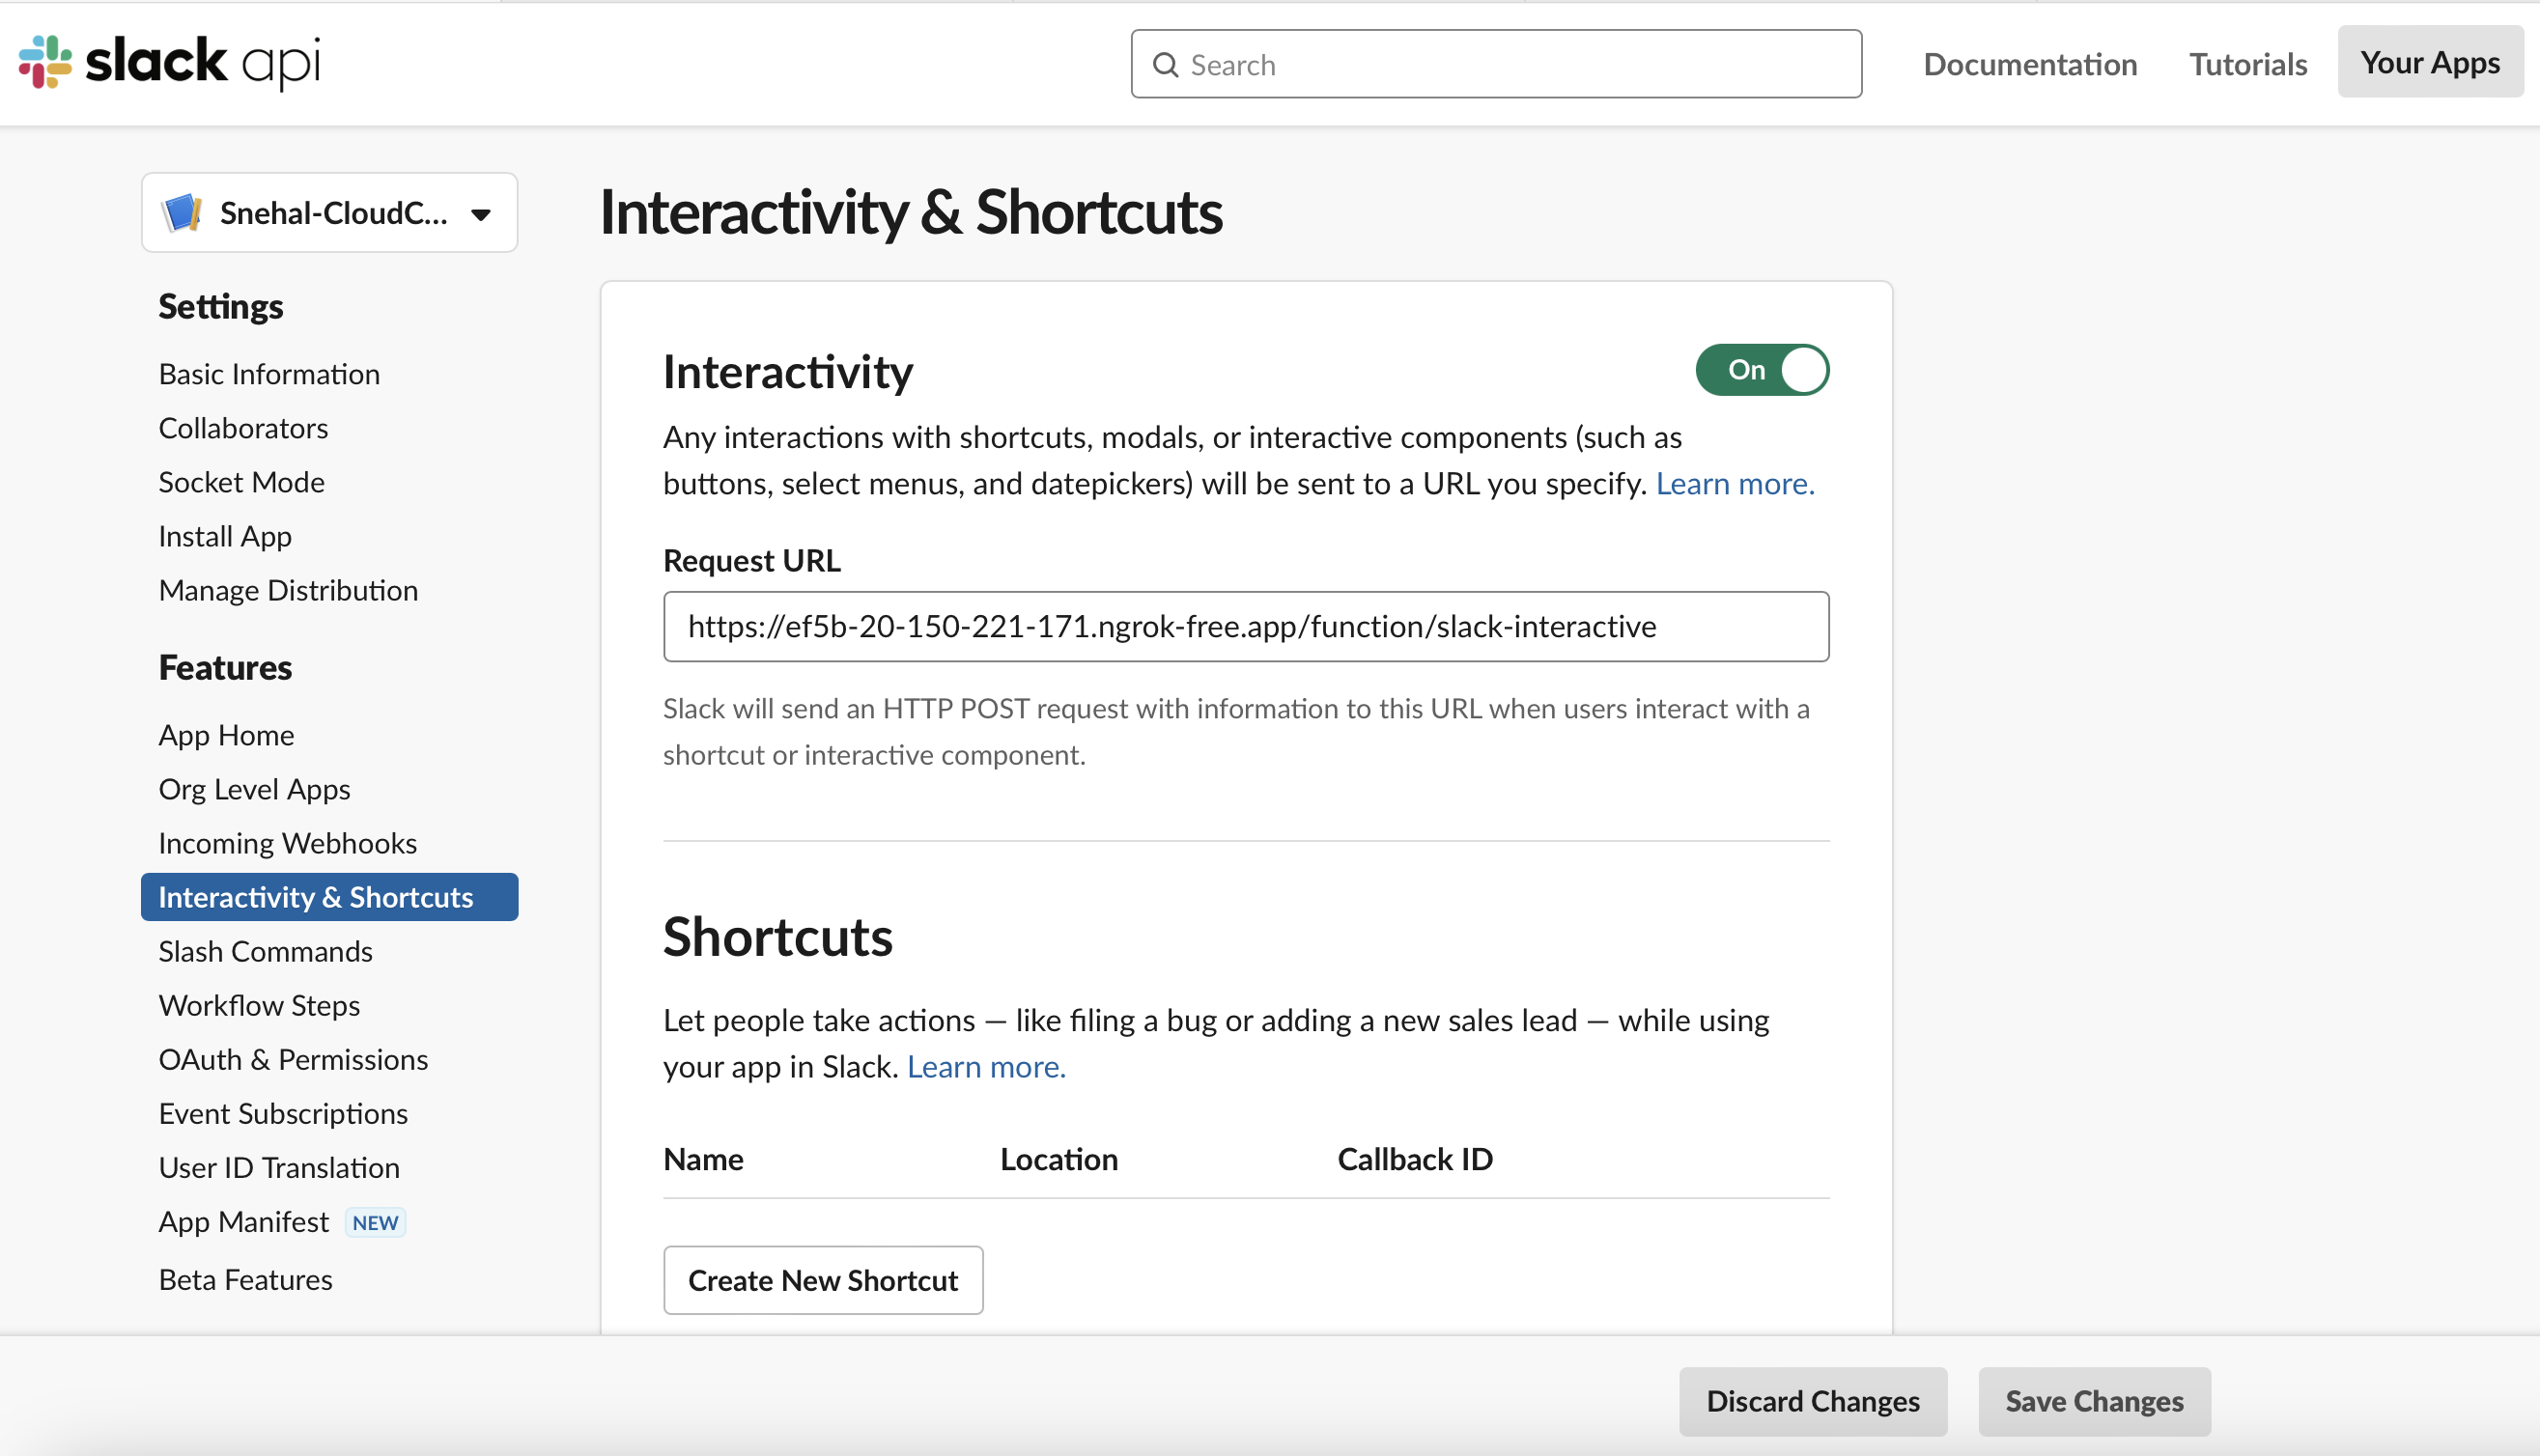 slack api
Search
Documentation
Tutorials
Your Apps
Snehal-CloudC...
Settings
Basic Information
Collaborators
Socket Mode
Install App
Manage Distribution
Features
App Home
Org Level Apps
Incoming Webhooks
Interactivity & Shortcuts
Slash Commands
Workflow Steps
OAuth & Permissions
Event Subscriptions
User ID Translation
App Manifest NEW
Beta Features
Interactivity & Shortcuts
Interactivity
On
Any interactions with shortcuts, modals, or interactive components (such as
buttons, select menus, and datepickers) will be sent to a URL you specify. Learn more.
Request URL
https://ef5b-20-150-221-171.ngrok-free.app/function/slack-interactive
Slack will send an HTTP POST request with information to this URL when users interact with a
shortcut or interactive component.
Shortcuts
Let people take actions — like filing a bug or adding a new sales lead — while using
your app in Slack. Learn more.
Name Location Callback ID
Create New Shortcut
Discard Changes
Save Changes